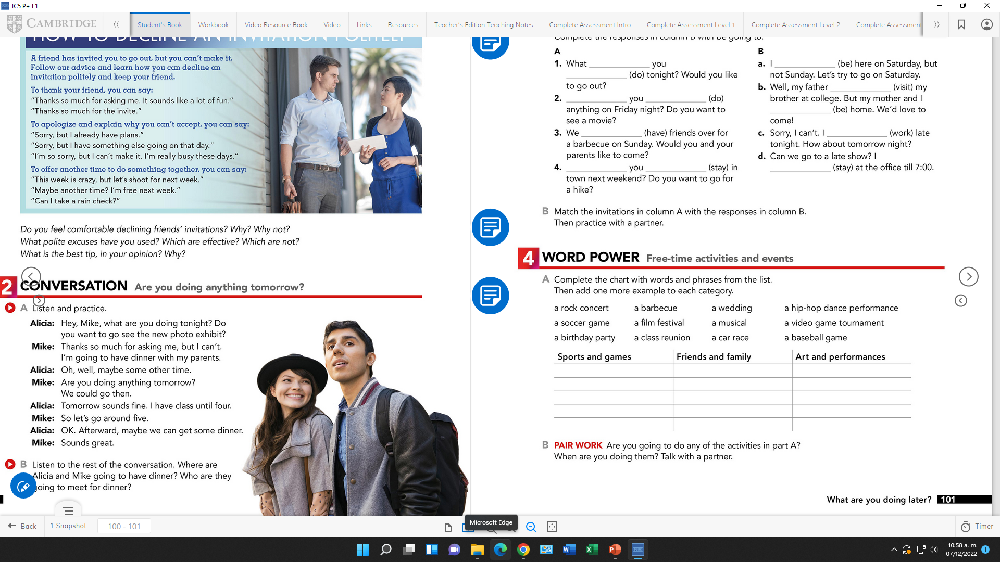 IC5 P+ L1
CAMBRIDGE
Student's Book
Workbook
Video Resource Book
Video
Links
Resources
Teacher's Edition Teaching Notes
Complete Assessment Intro
Complete Assessment Level 1
Complete Assessment Level 2
Complete Assessment
HOW TO DECLINE AN INVITATION POLITELY
A friend has invited you to go out, but you can't make it.
Follow our advice and learn how you can decline an
invitation politely and keep your friend.
To thank your friend, you can say:
"Thanks so much for asking me. It sounds like a lot of fun."
"Thanks so much for the invite."
To apologize and explain why you can't accept, you can say:
"Sorry, but I already have plans."
"Sorry, but I have something else going on that day."
"I'm so sorry, but I can't make it. I'm really busy these days."
To offer another time to do something together, you can say:
"This week is crazy, but let's shoot for next week."
"Maybe another time? I'm free next week."
"Can I take a rain check?"
Do you feel comfortable declining friends' invitations? Why? Why not?
What polite excuses have you used? Which are effective? Which are not?
What is the best tip, in your opinion? Why?
2 CONVERSATION Are you doing anything tomorrow?
A Listen and practice.
Alicia: Hey, Mike, what are you doing tonight? Do
you want to go see the new photo exhibit?
Mike: Thanks so much for asking me, but I can't.
I'm going to have dinner with my parents.
Alicia: Oh, well, maybe some other time.
Mike: Are you doing anything tomorrow?
We could go then.
Alicia: Tomorrow sounds fine. I have class until four.
Mike: So let's go around five.
Alicia: OK. Afterward, maybe we can get some dinner.
Mike: Sounds great.
B Listen to the rest of the conversation. Where are
Alicia and Mike going to have dinner? Who are they
going to meet for dinner?
Complete the responses in column B with be going to.
A
1. What ____________ you
____________ (do) tonight? Would you like
to go out?
2. ____________ you ____________ (do)
anything on Friday night? Do you want to
see a movie?
3. We ____________ (have) friends over for
a barbecue on Sunday. Would you and your
parents like to come?
4. ____________ you ____________ (stay) in
town next weekend? Do you want to go for
a hike?
B
a. I ____________ (be) here on Saturday, but
not Sunday. Let's try to go on Saturday.
b. Well, my father ____________ (visit) my
brother at college. But my mother and I
____________ (be) home. We'd love to
come!
c. Sorry, I can't. I ____________ (work) late
tonight. How about tomorrow night?
d. Can we go to a late show? I
____________ (stay) at the office till 7:00.
B Match the invitations in column A with the responses in column B.
Then practice with a partner.
4 WORD POWER Free-time activities and events
A Complete the chart with words and phrases from the list.
Then add one more example to each category.
a rock concert a barbecue a wedding a hip-hop dance performance
a soccer game a film festival a musical a video game tournament
a birthday party a class reunion a car race a baseball game
Sports and games Friends and family Art and performances
B PAIR WORK Are you going to do any of the activities in part A?
When are you doing them? Talk with a partner.
What are you doing later? 101
Back
1 Snapshot
100 - 101
Microsoft Edge
Timer
PLUS
10:58 a. m.
07/12/2022
1